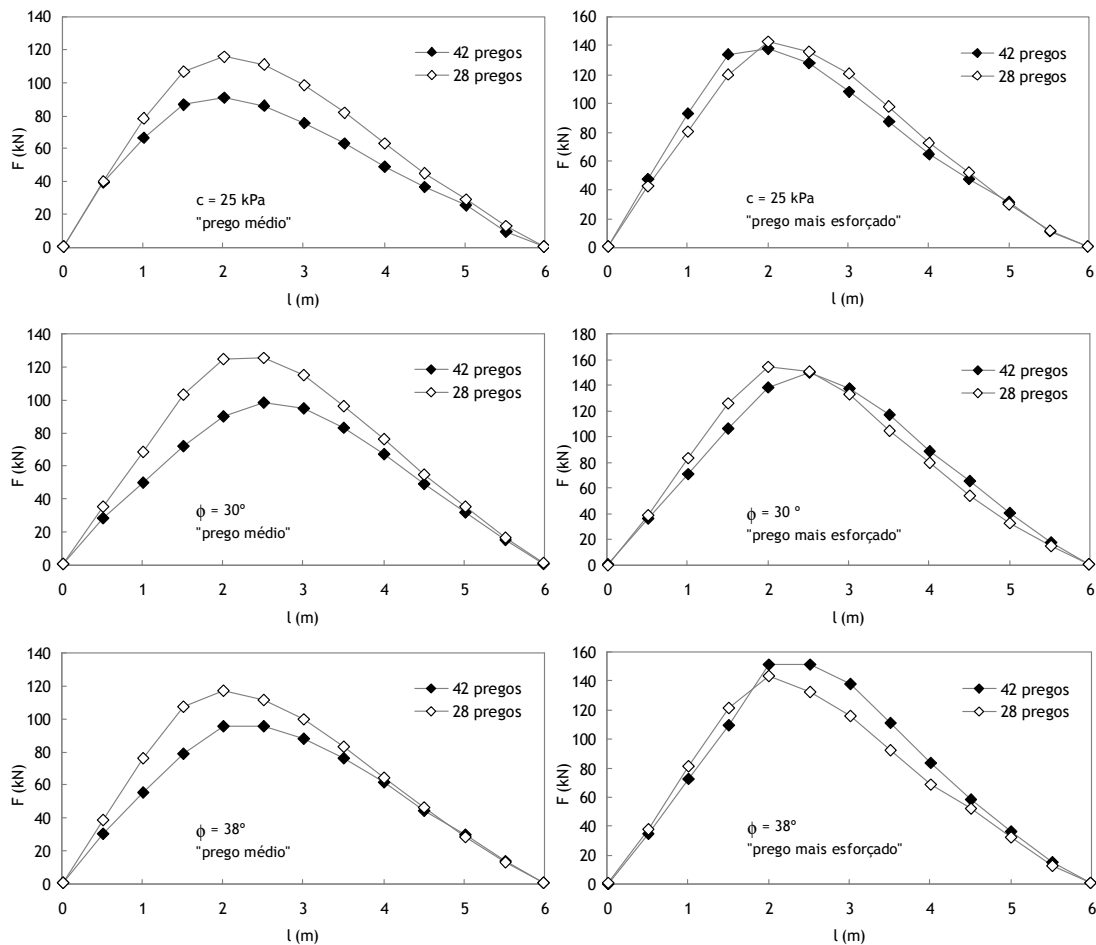 140
120
100
80
60
40
20
0
F (kN)
42 pregos
28 pregos
c = 25 kPa
"prego médio"
0 1 2 3 4 5 6
l (m)
160
140
120
100
80
60
40
20
0
F (kN)
42 pregos
28 pregos
c = 25 kPa
"prego mais esforçado"
0 1 2 3 4 5 6
l (m)
140
120
100
80
60
40
20
0
F (kN)
42 pregos
28 pregos
ϕ = 30º
"prego médio"
0 1 2 3 4 5 6
l (m)
180
160
140
120
100
80
60
40
20
0
F (kN)
42 pregos
28 pregos
ϕ = 30 º
"prego mais esforçado"
0 1 2 3 4 5 6
l (m)
140
120
100
80
60
40
20
0
F (kN)
42 pregos
28 pregos
ϕ = 38º
"prego médio"
0 1 2 3 4 5 6
l (m)
160
140
120
100
80
60
40
20
0
F (kN)
42 pregos
28 pregos
ϕ = 38º
"prego mais esforçado"
0 1 2 3 4 5 6
l (m)